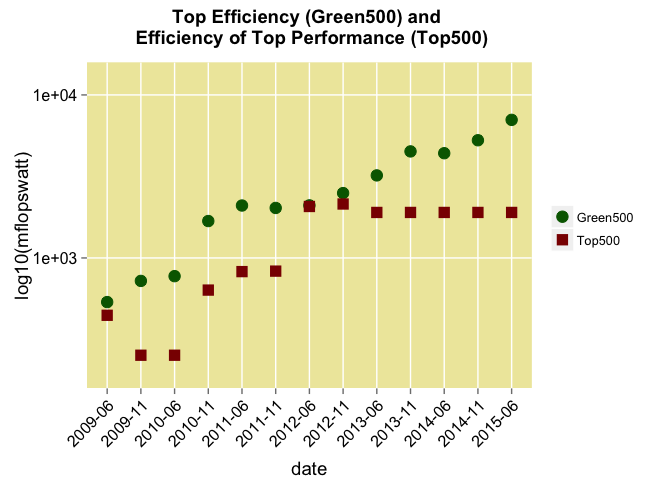 Top Efficiency (Green500) and
Efficiency of Top Performance (Top500)
log10(mflopswatt)
1e+04
1e+03
Green500
Top500
2009-06
2009-11
2010-06
2010-11
2011-06
2011-11
2012-06
2012-11
2013-06
2013-11
2014-06
2014-11
2015-06
date